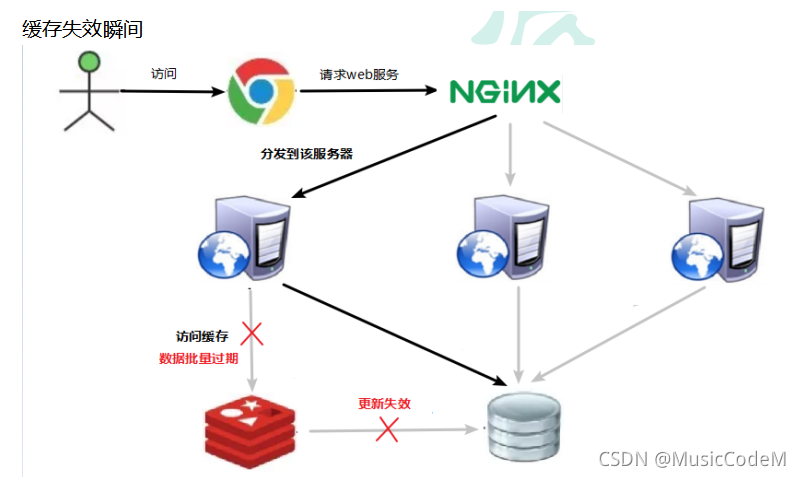 缓存失效瞬间
访问
请求web服务
NGiNX
分发到该服务器
访问缓存
数据批量过期
更新失效
CSDN @MusicCodeM